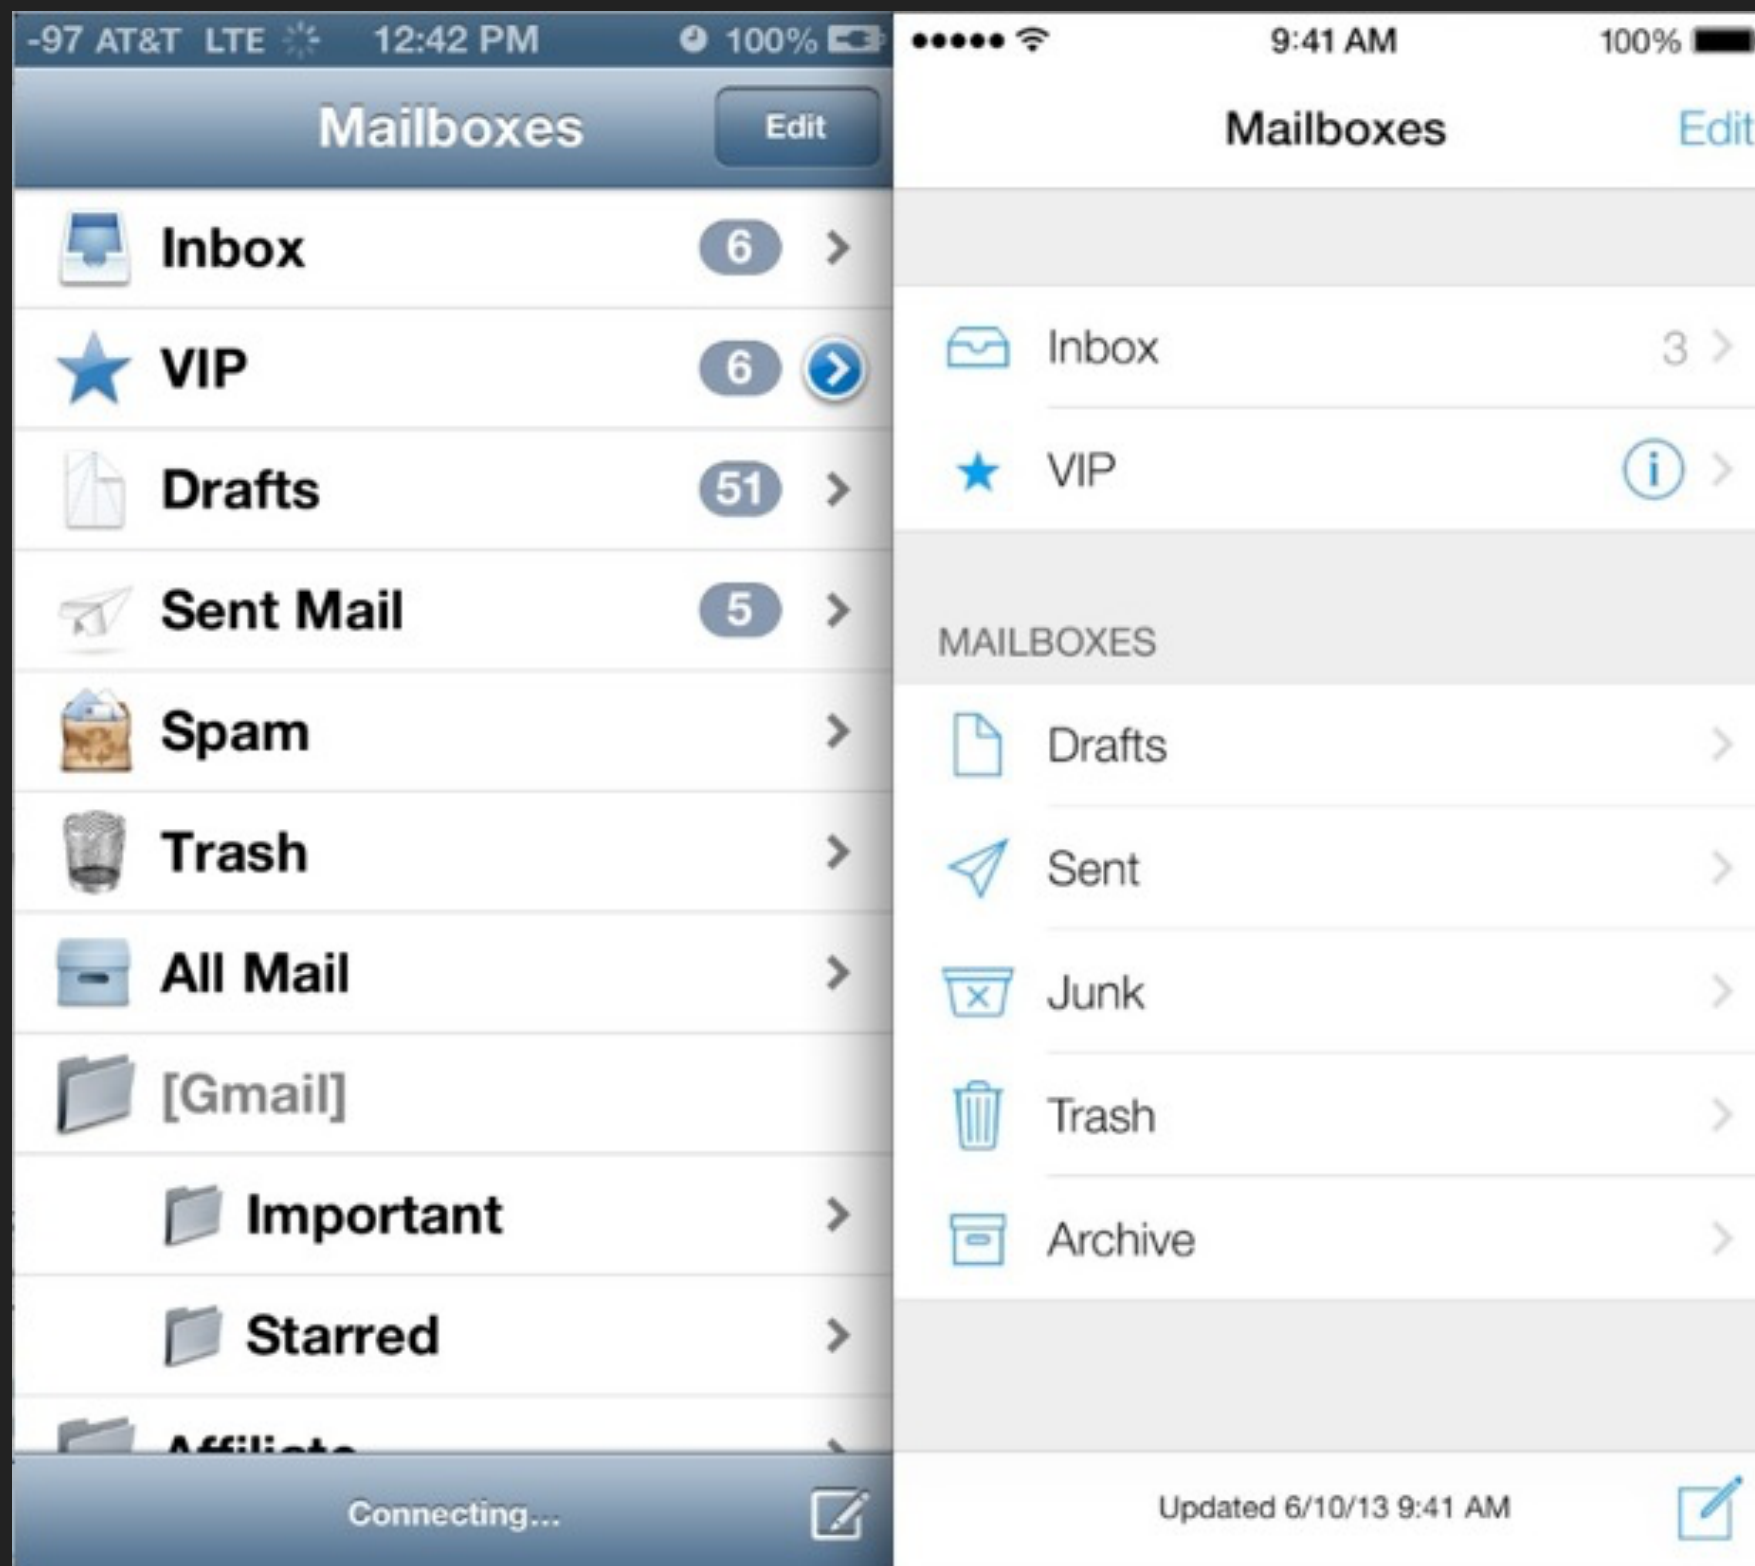 -97 AT&T LTE 12:42 PM 100%
Mailboxes Edit
Inbox 6
VIP 6
Drafts 51
Sent Mail 5
Spam
Trash
All Mail
[Gmail]
Important
Starred
Affiliate
Connecting...
9:41 AM 100%
Mailboxes Edit
Inbox 3
VIP i
MAILBOXES
Drafts
Sent
Junk
Trash
Archive
Updated 6/10/13 9:41 AM